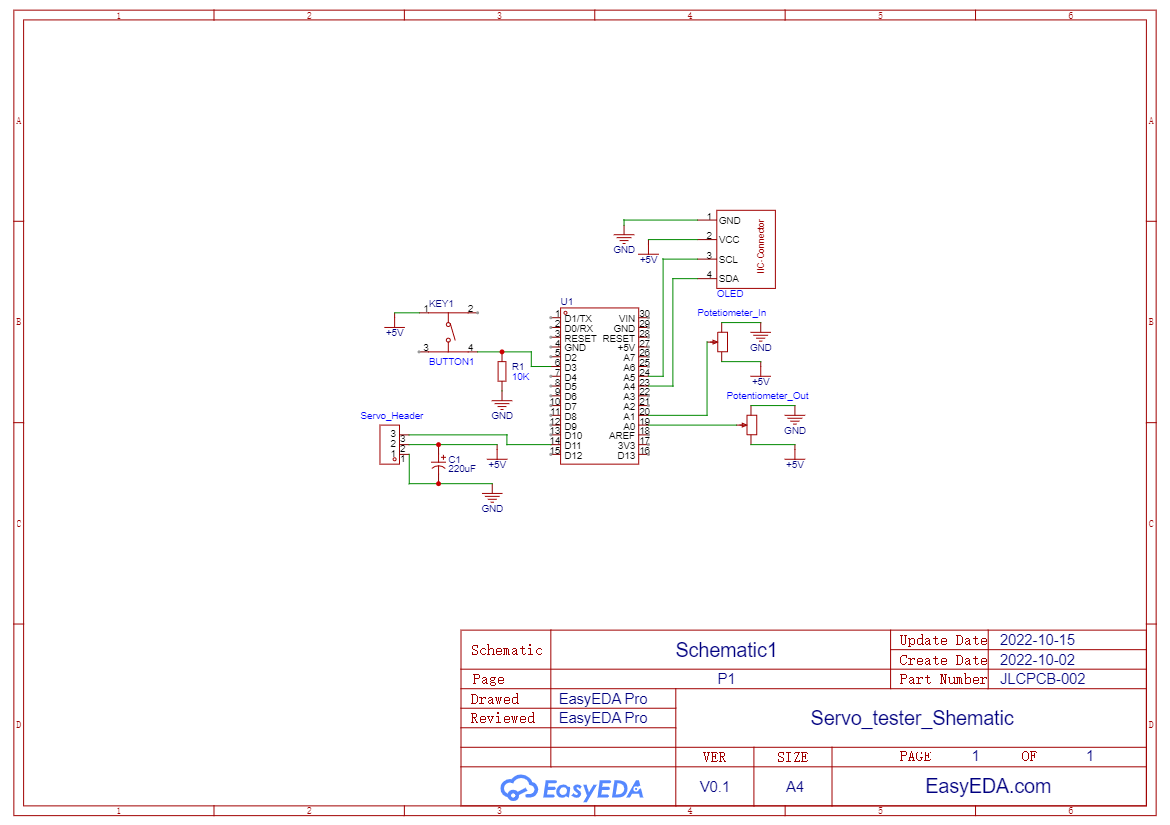 1 2 3 4 5 6
A A
B B
C C
D D
1 GND
2 VCC
3 SCL
4 SDA
IIC-Connector
OLED
GND
+5V
U1
1 D1/TX VIN 30
2 D0/RX GND 29
3 RESET RESET 28
4 GND +5V 27
5 D2 A7 26
6 D3 A6 25
7 D4 A5 24
8 D5 A4 23
9 D6 A3 22
10 D7 A2 21
11 D8 A1 20
12 D9 A0 19
13 D10 AREF 18
14 D11 3V3 17
15 D12 D13 16
KEY1
1 2
+5V
3 4
BUTTON1
R1
10K
GND
Potetiometer_In
GND
+5V
Potentiometer_Out
GND
+5V
Servo_Header
3 3
2 2
1 1
C1
220uF
+
+5V
GND
Schematic Schematic1 Update Date 2022-10-15
Create Date 2022-10-02
Page P1 Part Number JLCPCB-002
Drawed EasyEDA Pro
Reviewed EasyEDA Pro
Servo_tester_Shematic
VER SIZE PAGE 1 OF 1
EasyEDA V0.1 A4 EasyEDA.com
1 2 3 4 5 6